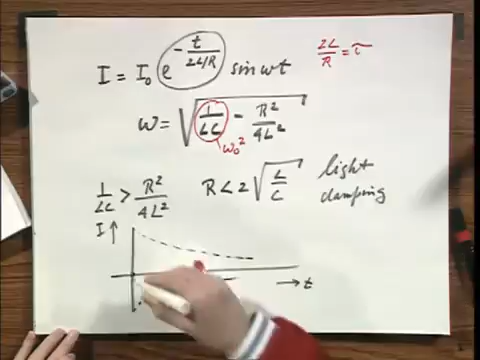 I = I₀ e^(-t/(2L/R)) sin ωt
2L/R = τ
ω = √(1/LC - R²/4L²)
ω₀²
1/LC > R²/4L² R < 2√(L/C) light damping
I ↑
→ t